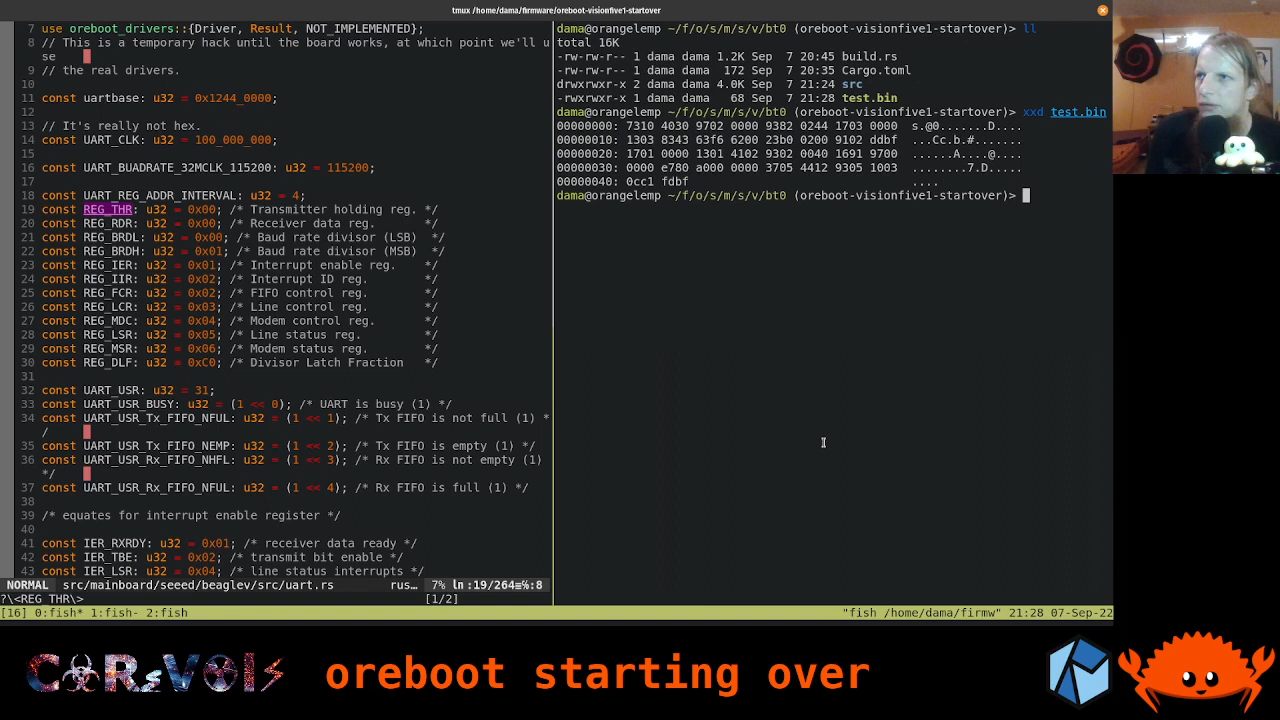 tmux /home/dama/firmware/oreboot-visionfive1-startover
7 use oreboot_drivers::{Driver, Result, NOT_IMPLEMENTED};
8 // This is a temporary hack until the board works, at which point we'll u
se
9 // the real drivers.
10
11 const uartbase: u32 = 0x1244_0000;
12
13 // It's really not hex.
14 const UART_CLK: u32 = 100_000_000;
15
16 const UART_BUADRATE_32MCLK_115200: u32 = 115200;
17
18 const UART_REG_ADDR_INTERVAL: u32 = 4;
19 const REG_THR: u32 = 0x00; /* Transmitter holding reg. */
20 const REG_RDR: u32 = 0x00; /* Receiver data reg. */
21 const REG_BRDL: u32 = 0x00; /* Baud rate divisor (LSB) */
22 const REG_BRDH: u32 = 0x01; /* Baud rate divisor (MSB) */
23 const REG_IER: u32 = 0x01; /* Interrupt enable reg. */
24 const REG_IIR: u32 = 0x02; /* Interrupt ID reg. */
25 const REG_FCR: u32 = 0x02; /* FIFO control reg. */
26 const REG_LCR: u32 = 0x03; /* Line control reg. */
27 const REG_MDC: u32 = 0x04; /* Modem control reg. */
28 const REG_LSR: u32 = 0x05; /* Line status reg. */
29 const REG_MSR: u32 = 0x06; /* Modem status reg. */
30 const REG_DLF: u32 = 0xC0; /* Divisor Latch Fraction */
31
32 const UART_USR: u32 = 31;
33 const UART_USR_BUSY: u32 = (1 << 0); /* UART is busy (1) */
34 const UART_USR_Tx_FIFO_NFUL: u32 = (1 << 1); /* Tx FIFO is not full (1) *
/
35 const UART_USR_Tx_FIFO_NEMP: u32 = (1 << 2); /* Tx FIFO is empty (1) */
36 const UART_USR_Rx_FIFO_NHFL: u32 = (1 << 3); /* Rx FIFO is not empty (1)
*/
37 const UART_USR_Rx_FIFO_NFUL: u32 = (1 << 4); /* Rx FIFO is full (1) */
38
39 /* equates for interrupt enable register */
40
41 const IER_RXRDY: u32 = 0x01; /* receiver data ready */
42 const IER_TBE: u32 = 0x02; /* transmit bit enable */
43 const IER_LSR: u32 = 0x04; /* line status interrupts */
NORMAL src/mainboard/seeed/beaglev/src/uart.rs rus… 7% ln:19/264≡%:8
?\<REG_THR\> [1/2]
dama@orangelemp ~/f/o/s/m/s/v/bt0 (oreboot-visionfive1-startover)> ll
total 16K
-rw-rw-r-- 1 dama dama 1.2K Sep 7 20:45 build.rs
-rw-rw-r-- 1 dama dama 172 Sep 7 20:35 Cargo.toml
drwxrwxr-x 2 dama dama 4.0K Sep 7 21:24 src
-rwxrwxr-x 1 dama dama 68 Sep 7 21:28 test.bin
dama@orangelemp ~/f/o/s/m/s/v/bt0 (oreboot-visionfive1-startover)> xxd test.bin
00000000: 7310 4030 9702 0000 9382 0244 1703 0000 s.@0.......D....
00000010: 1303 8343 63f6 6200 23b0 0200 9102 ddbf ...Cc.b.#.......
00000020: 1701 0000 1301 4102 9302 0040 1691 9700 ......A....@....
00000030: 0000 e780 a000 0000 3705 4412 9305 1003 ........7.D.....
00000040: 0cc1 fdbf ....
dama@orangelemp ~/f/o/s/m/s/v/bt0 (oreboot-visionfive1-startover)>
[16] 0:fish* 1:fish- 2:fish "fish /home/dama/firmw" 21:28 07-Sep-22
oreboot starting over